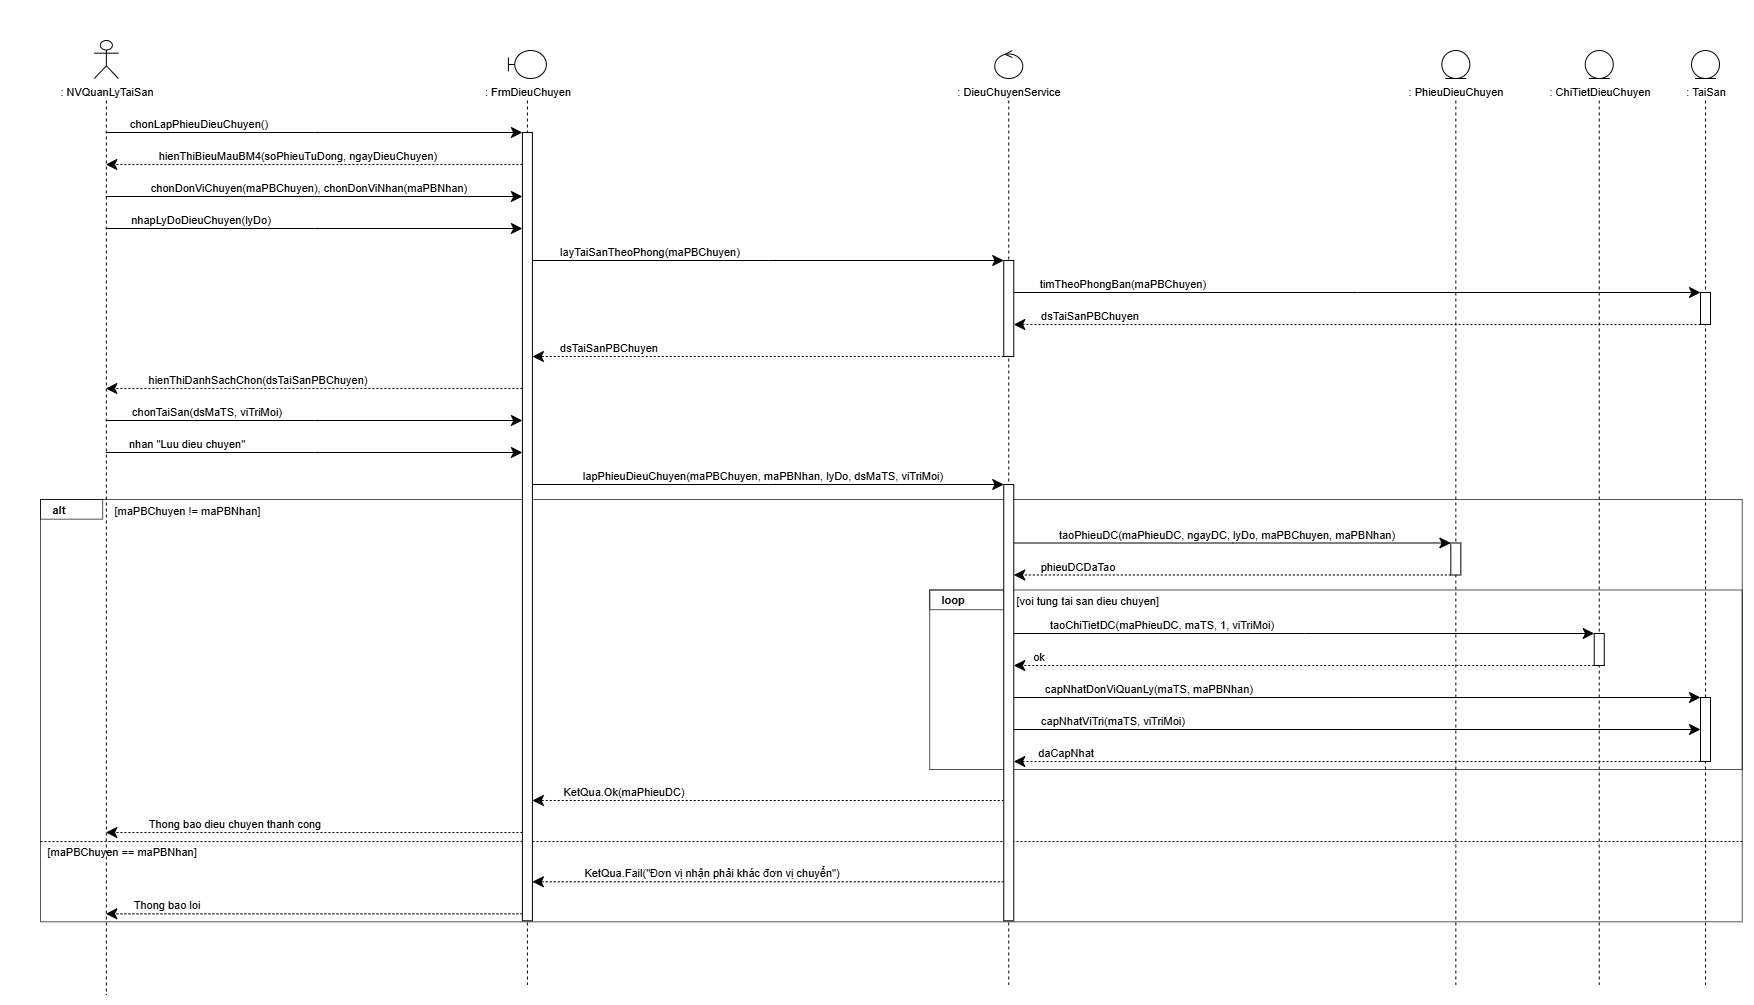 : NVQuanLyTaiSan
: FrmDieuChuyen
: DieuChuyenService
: PhieuDieuChuyen
: ChiTietDieuChuyen
: TaiSan
chonLapPhieuDieuChuyen()
hienThiBieuMauBM4(soPhieuTuDong, ngayDieuChuyen)
chonDonViChuyen(maPBChuyen), chonDonViNhan(maPBNhan)
nhapLyDoDieuChuyen(lyDo)
layTaiSanTheoPhong(maPBChuyen)
timTheoPhongBan(maPBChuyen)
dsTaiSanPBChuyen
dsTaiSanPBChuyen
hienThiDanhSachChon(dsTaiSanPBChuyen)
chonTaiSan(dsMaTS, viTriMoi)
nhan "Luu dieu chuyen"
lapPhieuDieuChuyen(maPBChuyen, maPBNhan, lyDo, dsMaTS, viTriMoi)
alt
[maPBChuyen != maPBNhan]
taoPhieuDC(maPhieuDC, ngayDC, lyDo, maPBChuyen, maPBNhan)
phieuDCDaTao
loop
[voi tung tai san dieu chuyen]
taoChiTietDC(maPhieuDC, maTS, 1, viTriMoi)
ok
capNhatDonViQuanLy(maTS, maPBNhan)
capNhatViTri(maTS, viTriMoi)
daCapNhat
KetQua.Ok(maPhieuDC)
Thong bao dieu chuyen thanh cong
[maPBChuyen == maPBNhan]
KetQua.Fail("Đơn vị nhận phải khác đơn vị chuyển")
Thong bao loi